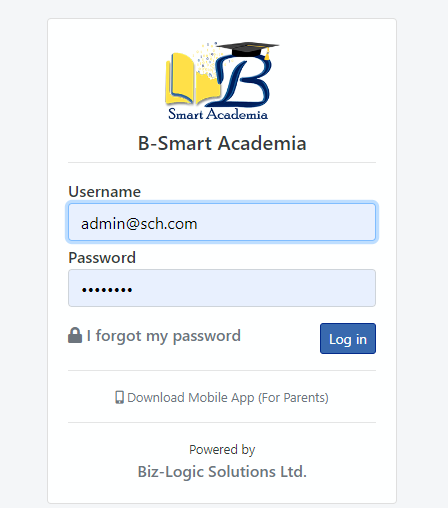 B
Smart Academia
B-Smart Academia
Username
admin@sch.com
Password
••••••••
I forgot my password
Log in
Download Mobile App (For Parents)
Powered by
Biz-Logic Solutions Ltd.